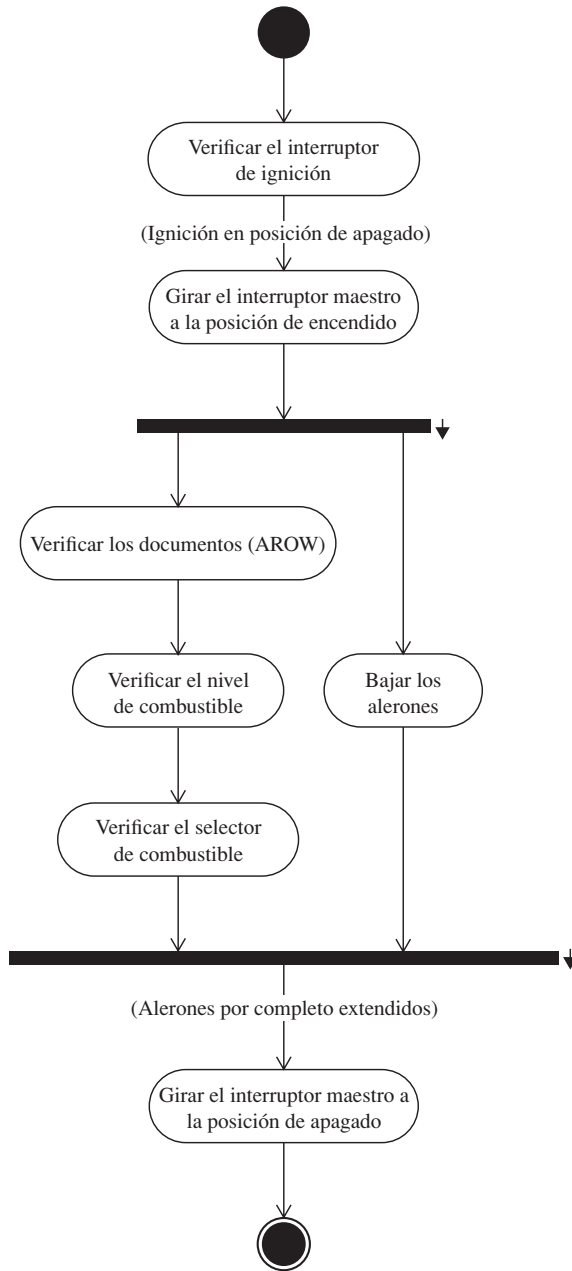 Verificar el interruptor
de ignición
(Ignición en posición de apagado)
Girar el interruptor maestro
a la posición de encendido
Verificar los documentos (AROW)
Verificar el nivel
de combustible
Bajar los
alerones
Verificar el selector
de combustible
(Alerones por completo extendidos)
Girar el interruptor maestro a
la posición de apagado